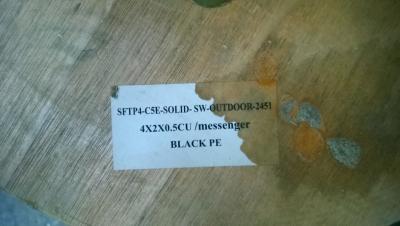 SFTP4-C5E-SOLID- SW-OUTDOOR-2451
4X2X0.5CU /messenger
BLACK PE